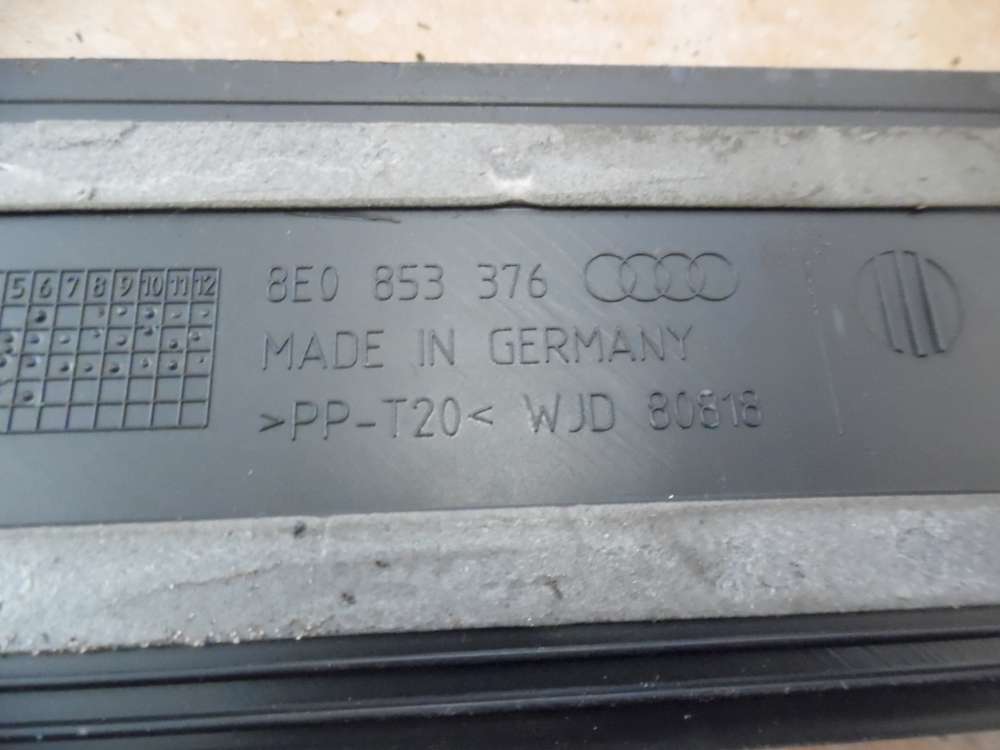 5 6 7 8 9 10 11 12
8E0 853 376
MADE IN GERMANY
>PP-T20< WJD 80818